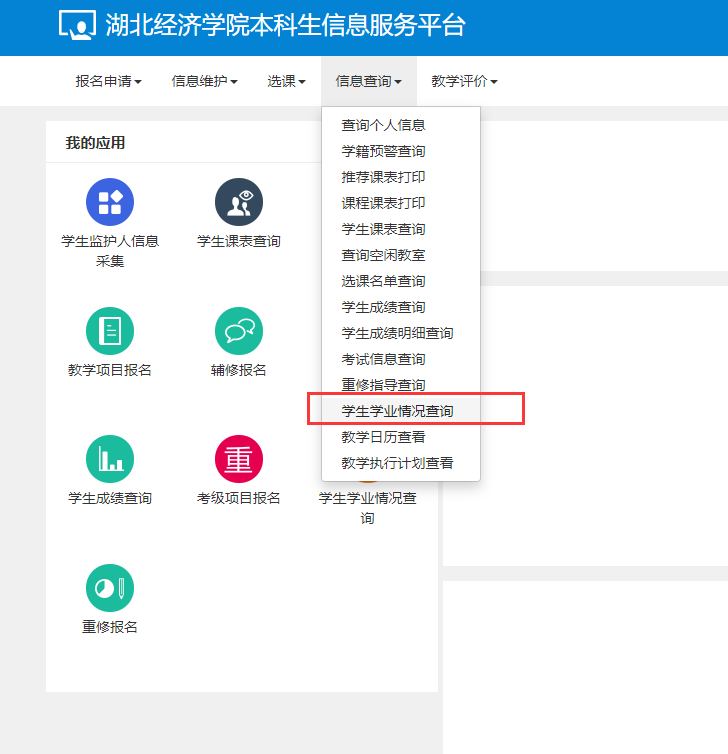 湖北经济学院本科生信息服务平台
报名申请 信息维护 选课 信息查询 教学评价
我的应用
查询个人信息
学籍预警查询
推荐课表打印
课程课表打印
学生课表查询
查询空闲教室
选课名单查询
学生成绩查询
学生成绩明细查询
考试信息查询
重修指导查询
学生学业情况查询
教学日历查看
教学执行计划查看
学生监护人信息
采集
学生课表查询
教学项目报名
辅修报名
学生成绩查询
重
考级项目报名
学生学业情况查
询
重修报名